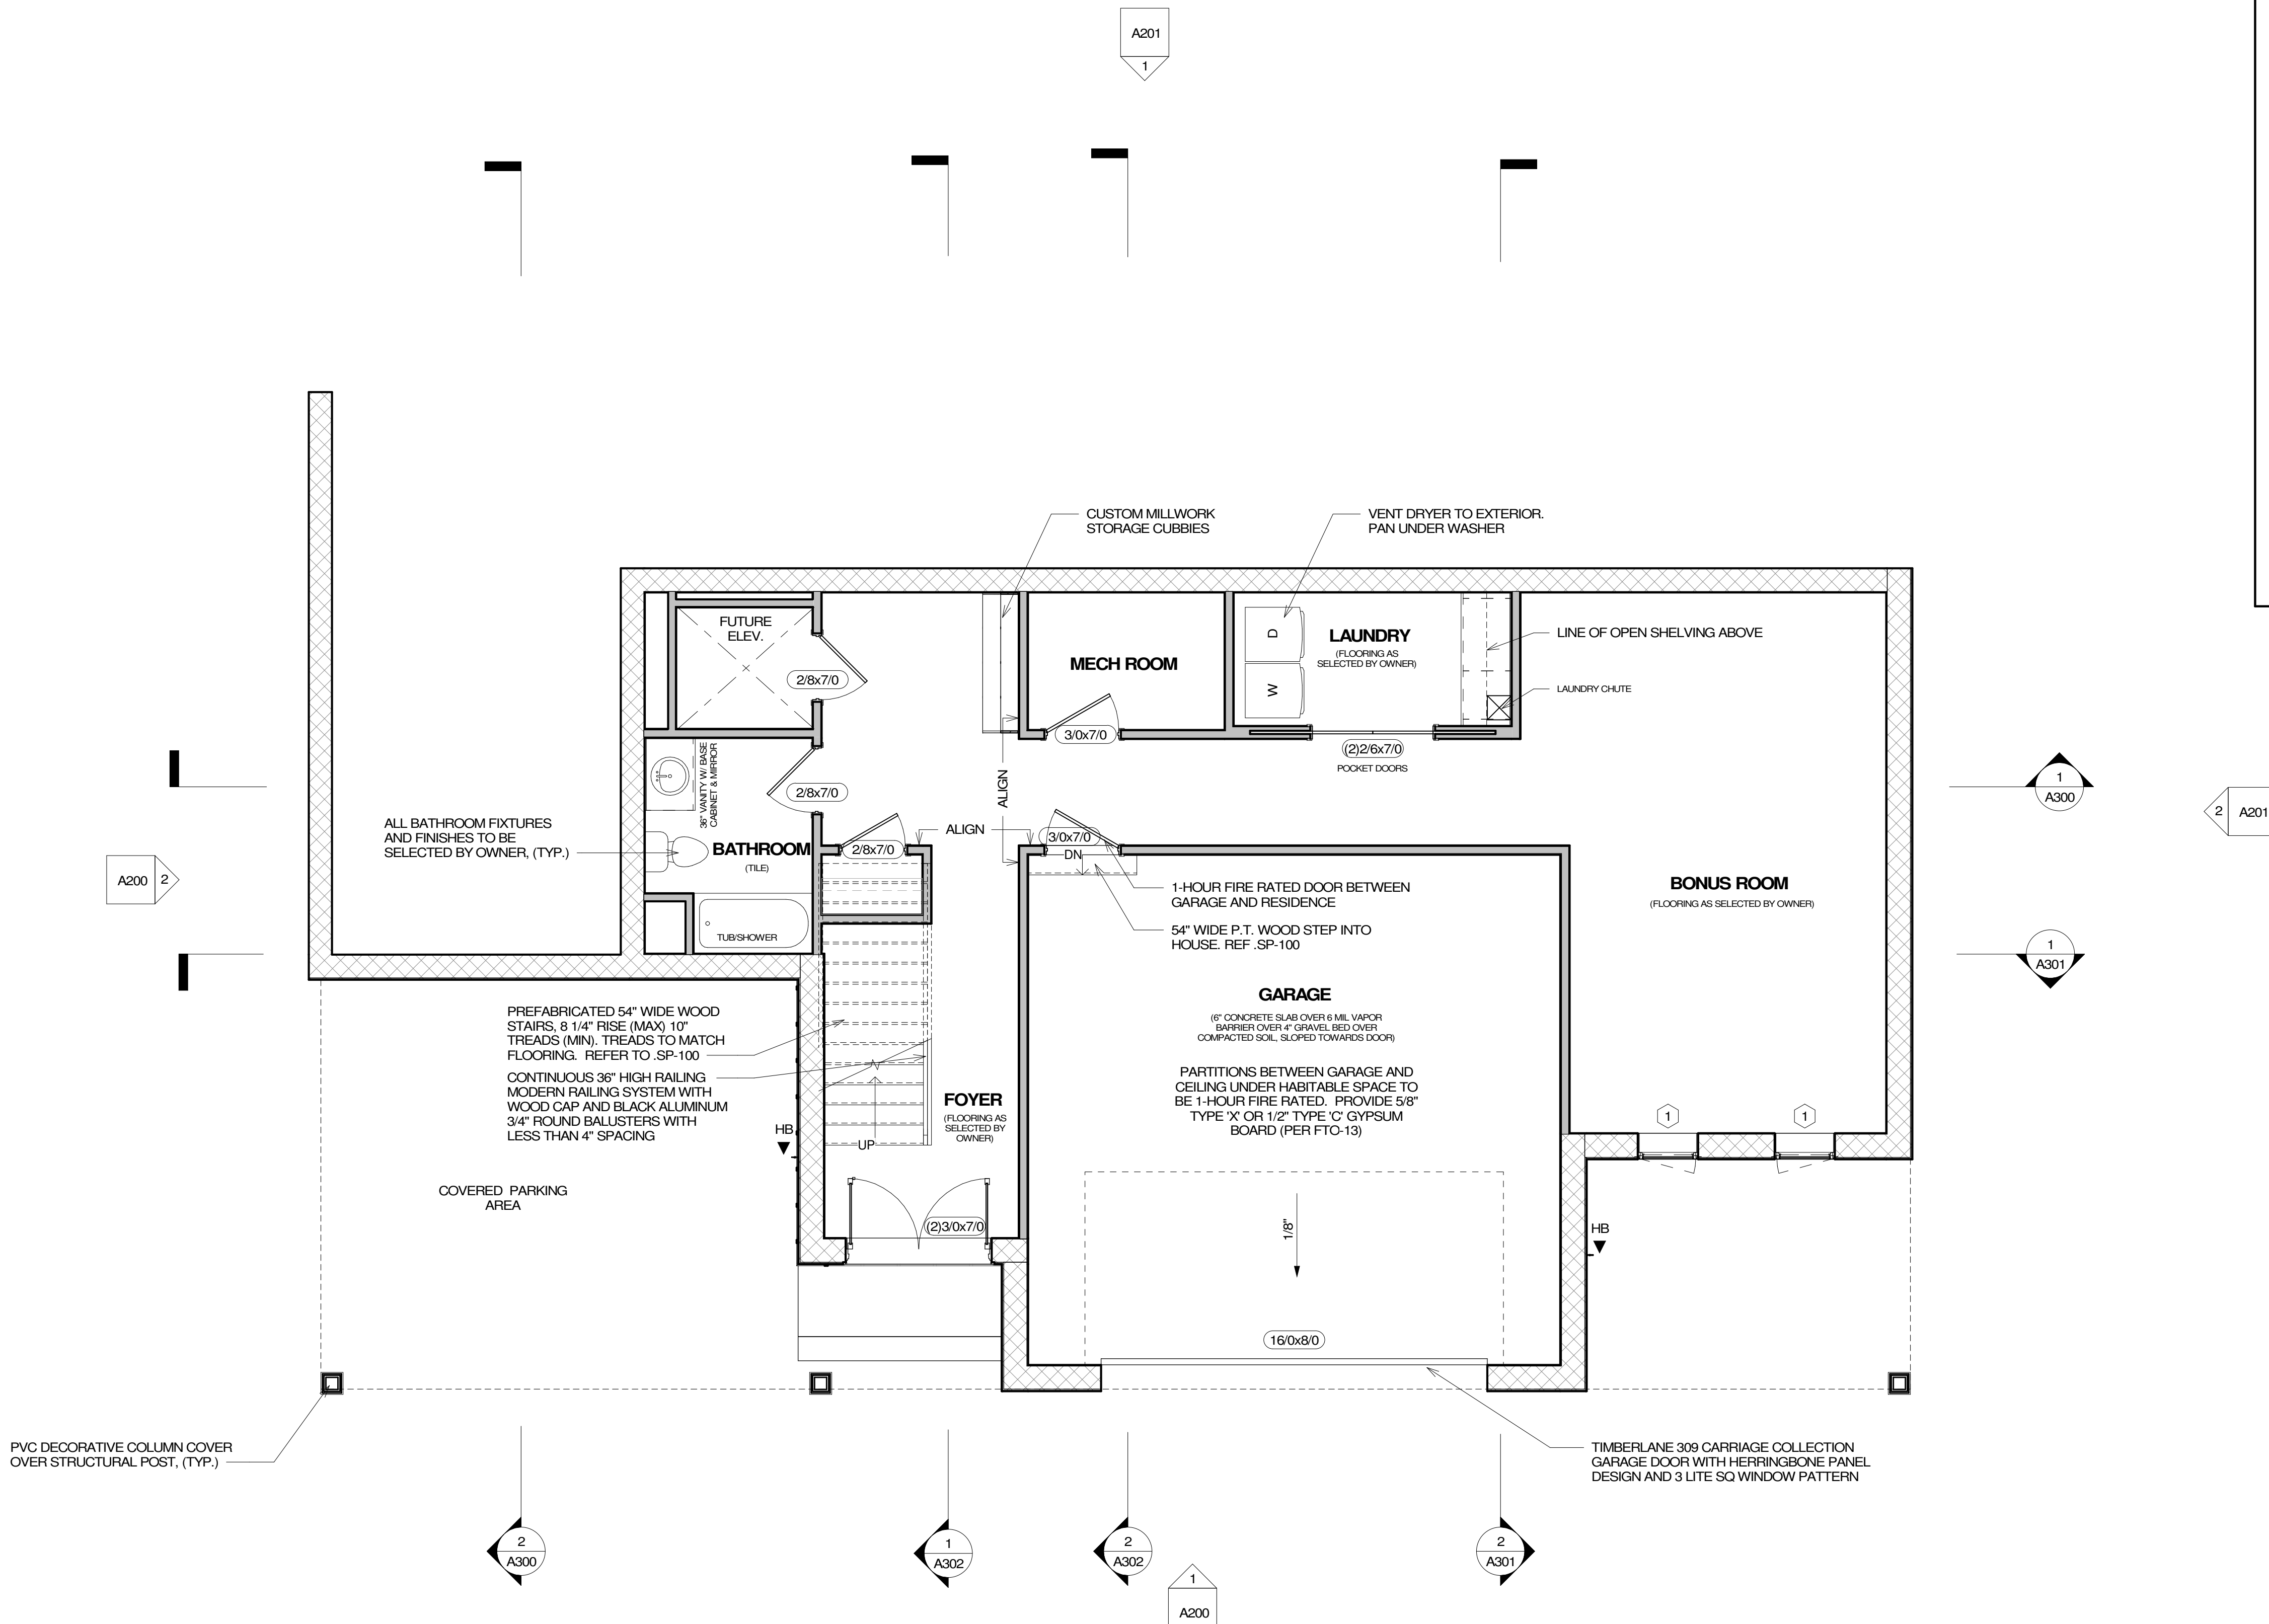 A201
1
CUSTOM MILLWORK
STORAGE CUBBIES
VENT DRYER TO EXTERIOR.
PAN UNDER WASHER
FUTURE
ELEV.
2/8x7/0
MECH ROOM
3/0x7/0
D
W
LAUNDRY
(FLOORING AS
SELECTED BY OWNER)
LINE OF OPEN SHELVING ABOVE
LAUNDRY CHUTE
(2)2/6x7/0
POCKET DOORS
1
A300
2
A201
36" VANITY W/ BASE
CABINET & MIRROR
2/8x7/0
ALIGN
ALL BATHROOM FIXTURES
AND FINISHES TO BE
SELECTED BY OWNER, (TYP.)
BATHROOM
(TILE)
2/8x7/0
ALIGN
3/0x7/0
DN
A200
2
1-HOUR FIRE RATED DOOR BETWEEN
GARAGE AND RESIDENCE
54" WIDE P.T. WOOD STEP INTO
HOUSE. REF .SP-100
BONUS ROOM
(FLOORING AS SELECTED BY OWNER)
TUB/SHOWER
1
A301
GARAGE
(6" CONCRETE SLAB OVER 6 MIL VAPOR
BARRIER OVER 4" GRAVEL BED OVER
COMPACTED SOIL, SLOPED TOWARDS DOOR)
PREFABRICATED 54" WIDE WOOD
STAIRS, 8 1/4" RISE (MAX) 10"
TREADS (MIN). TREADS TO MATCH
FLOORING. REFER TO .SP-100
CONTINUOUS 36" HIGH RAILING
MODERN RAILING SYSTEM WITH
WOOD CAP AND BLACK ALUMINUM
3/4" ROUND BALUSTERS WITH
LESS THAN 4" SPACING
PARTITIONS BETWEEN GARAGE AND
CEILING UNDER HABITABLE SPACE TO
BE 1-HOUR FIRE RATED. PROVIDE 5/8"
TYPE 'X' OR 1/2" TYPE 'C' GYPSUM
BOARD (PER FTO-13)
FOYER
(FLOORING AS
SELECTED BY
OWNER)
HB
UP
1
1
COVERED PARKING
AREA
(2)3/0x7/0
1/8"
HB
16/0x8/0
PVC DECORATIVE COLUMN COVER
OVER STRUCTURAL POST, (TYP.)
TIMBERLANE 309 CARRIAGE COLLECTION
GARAGE DOOR WITH HERRINGBONE PANEL
DESIGN AND 3 LITE SQ WINDOW PATTERN
2
A300
1
A302
2
A302
2
A301
1
A200